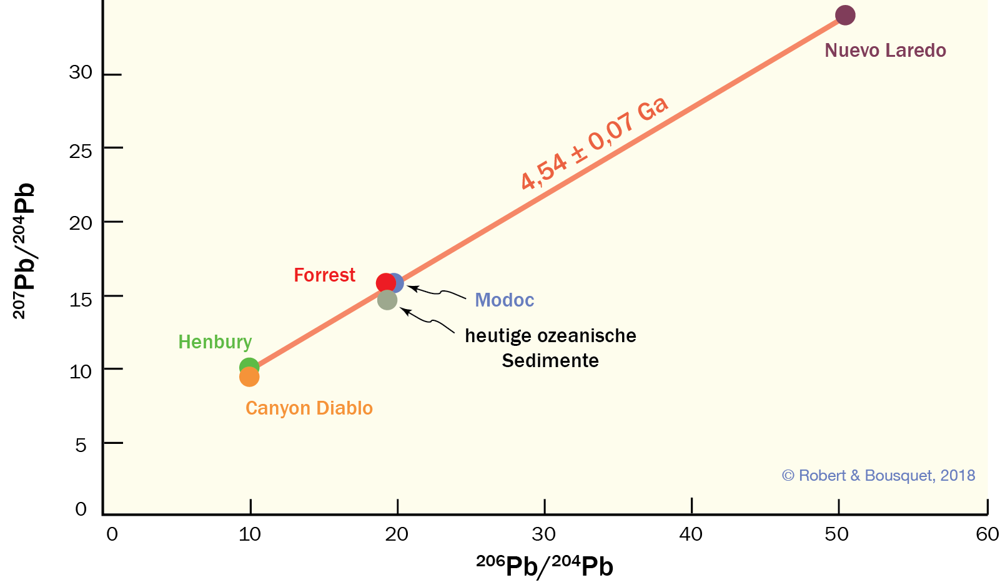 Nuevo Laredo
30
4,54 ± 0,07 Ga
25
20
²⁰⁷Pb/²⁰⁴Pb
Forrest
15
Modoc
heutige ozeanische
Sedimente
Henbury
10
Canyon Diablo
5
© Robert & Bousquet, 2018
0
0 10 20 30 40 50 60
²⁰⁶Pb/²⁰⁴Pb